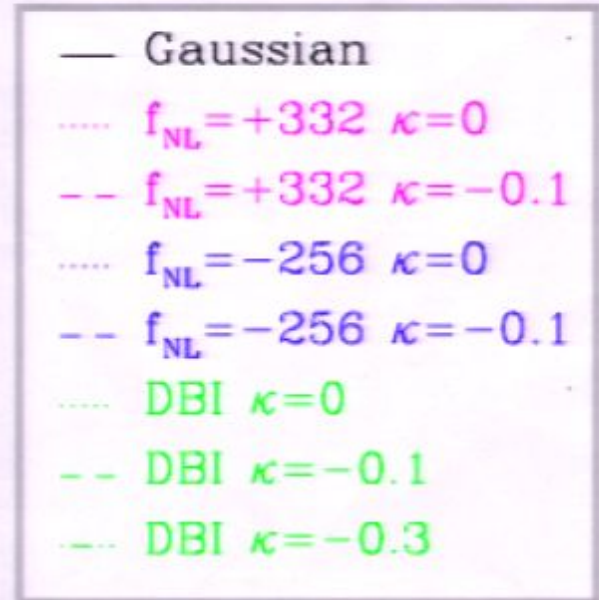 Gaussian
f_NL=+332 κ=0
f_NL=+332 κ=-0.1
f_NL=-256 κ=0
f_NL=-256 κ=-0.1
DBI κ=0
DBI κ=-0.1
DBI κ=-0.3